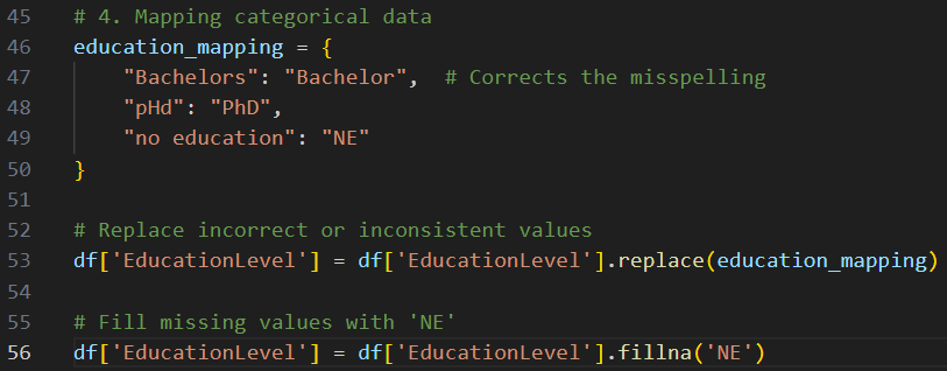 45 # 4. Mapping categorical data
46 education_mapping = {
47     "Bachelors": "Bachelor",  # Corrects the misspelling
48     "pHd": "PhD",
49     "no education": "NE"
50 }
51
52 # Replace incorrect or inconsistent values
53 df['EducationLevel'] = df['EducationLevel'].replace(education_mapping)
54
55 # Fill missing values with 'NE'
56 df['EducationLevel'] = df['EducationLevel'].fillna('NE')